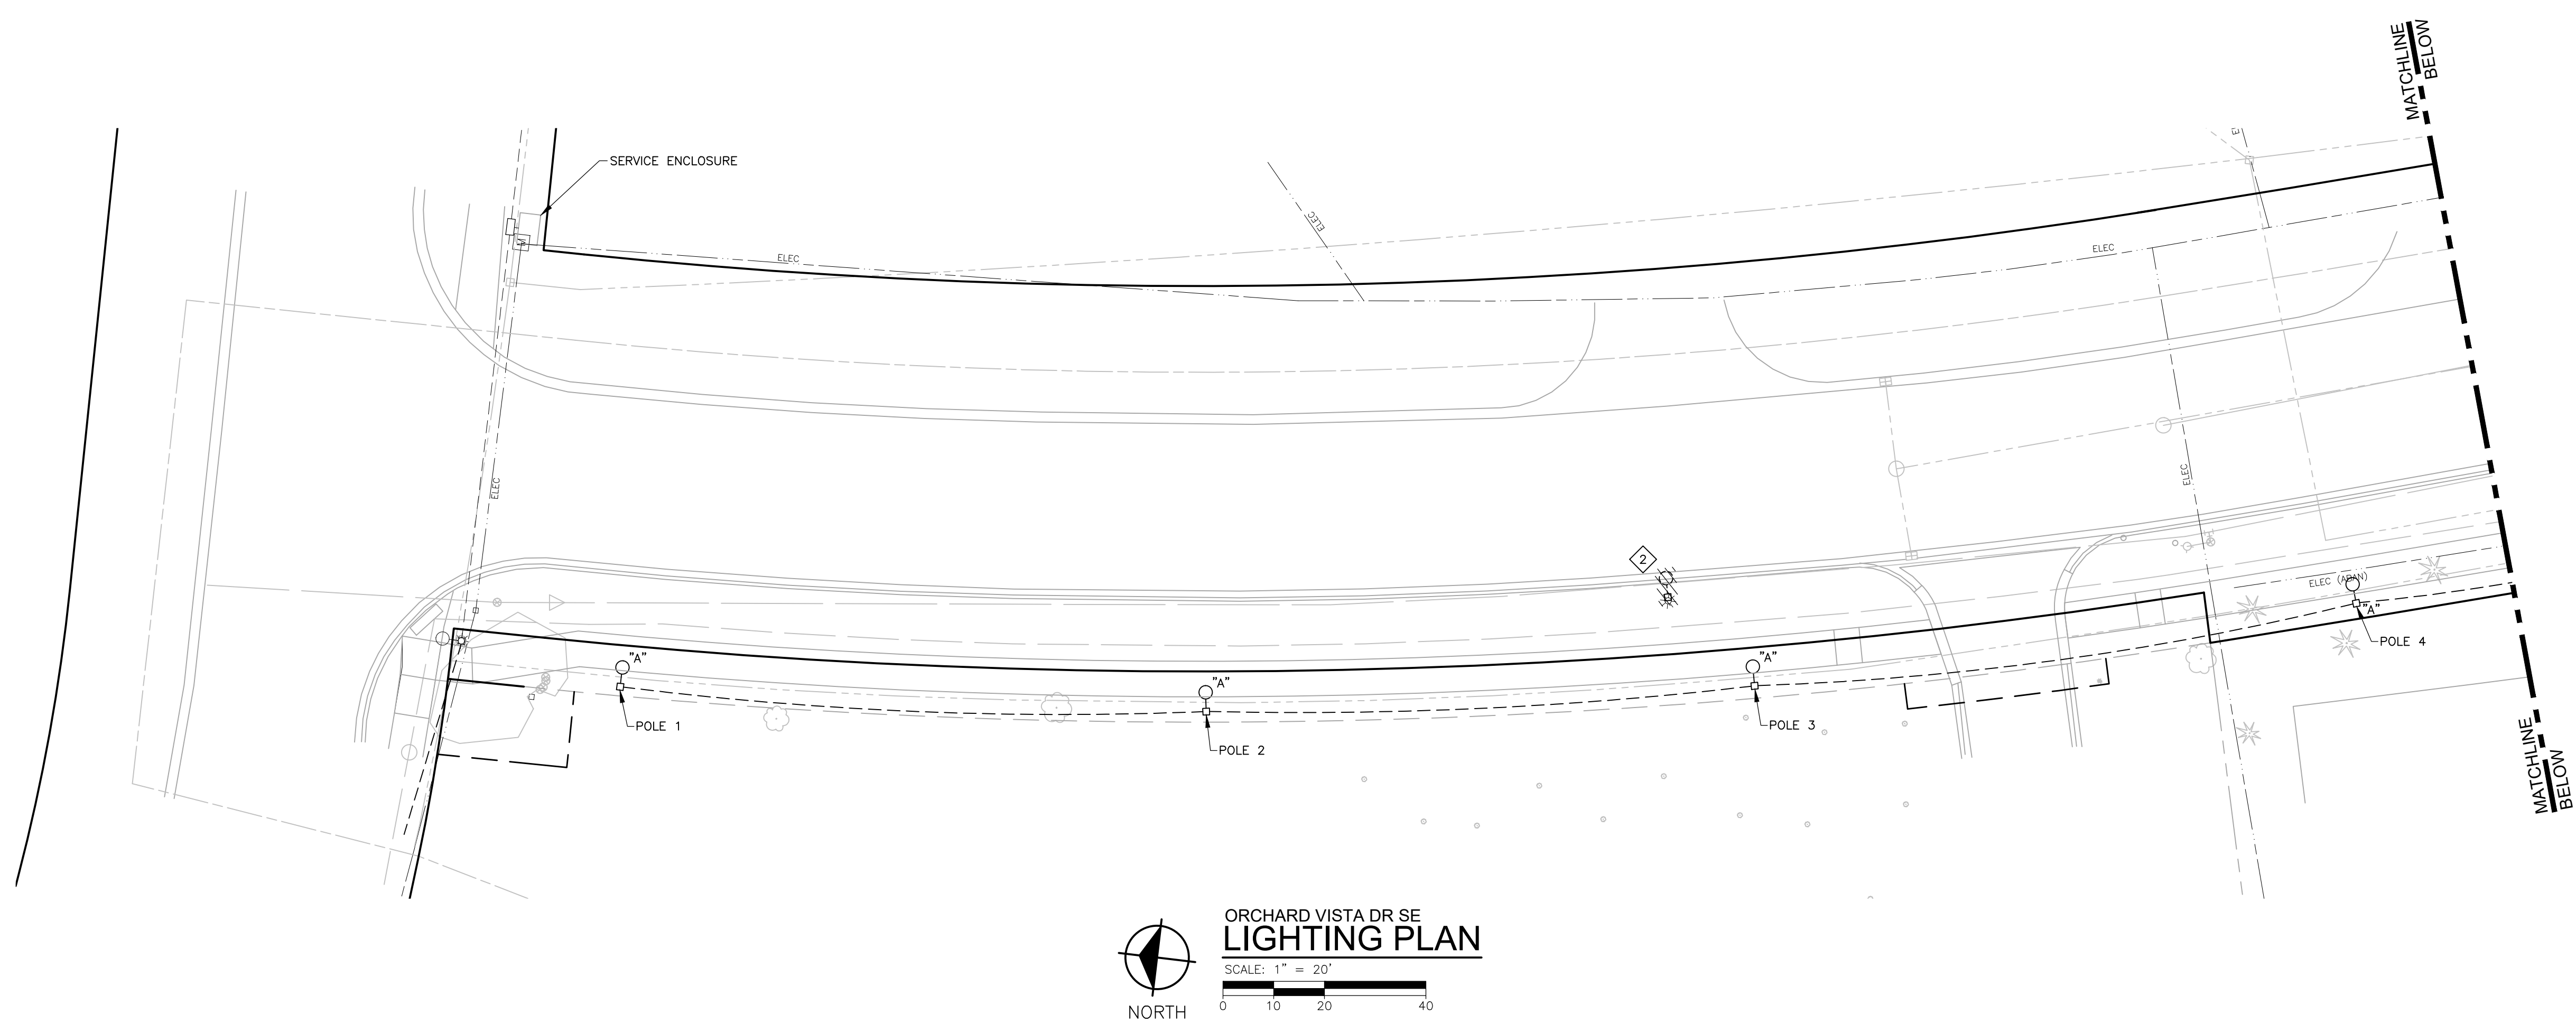 MATCHLINE
BELOW
SERVICE ENCLOSURE
E
ELEC
ELEC
ELEC
M
ELEC
ELEC
2
ELEC (ABAN)
"A"
"A"
"A"
"A"
POLE 1
POLE 2
POLE 3
POLE 4
MATCHLINE
BELOW
ORCHARD VISTA DR SE
LIGHTING PLAN
SCALE: 1" = 20'
0 10 20 40
NORTH